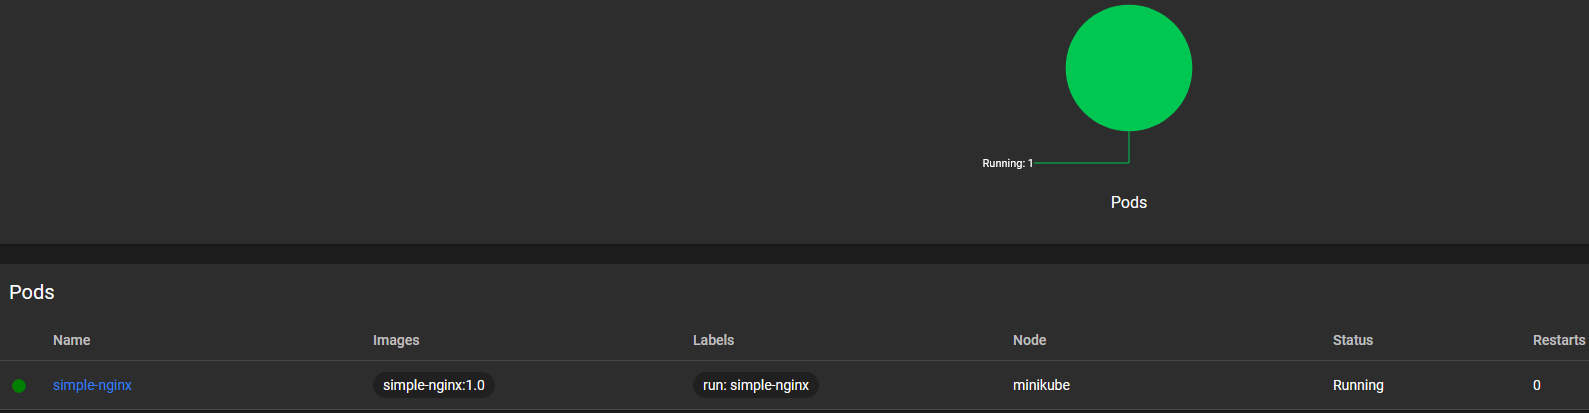 Running: 1
Pods
Pods
Name Images Labels Node Status Restarts
simple-nginx simple-nginx:1.0 run: simple-nginx minikube Running 0